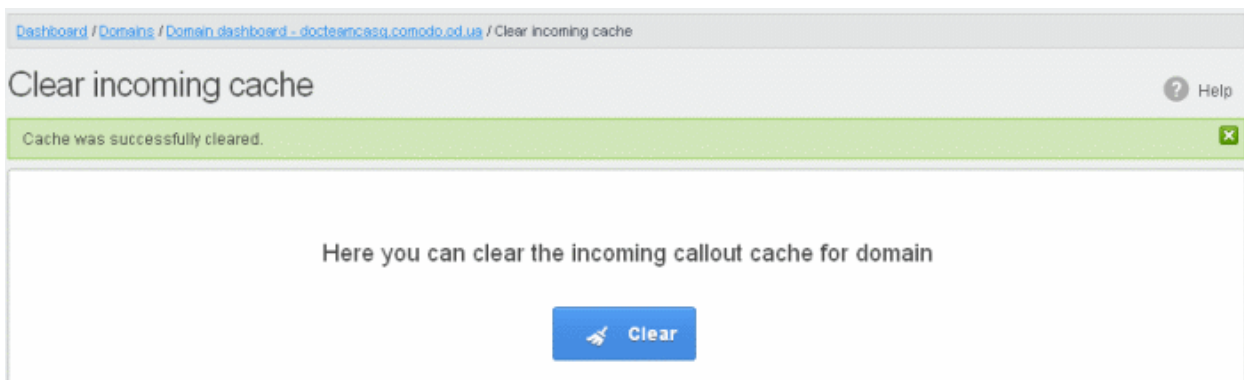 Dashboard / Domains / Domain dashboard - docteamcasg.comodo.od.ua / Clear incoming cache
Clear incoming cache
? Help
Cache was successfully cleared.
Here you can clear the incoming callout cache for domain
Clear